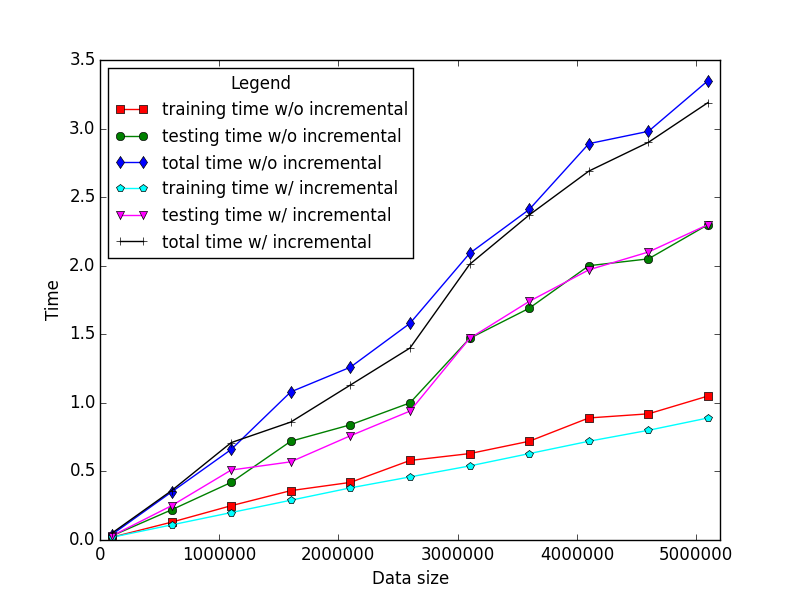 3.5
3.0
2.5
2.0
1.5
1.0
0.5
0.0
Time
Legend
training time w/o incremental
testing time w/o incremental
total time w/o incremental
training time w/ incremental
testing time w/ incremental
total time w/ incremental
0 1000000 2000000 3000000 4000000 5000000
Data size